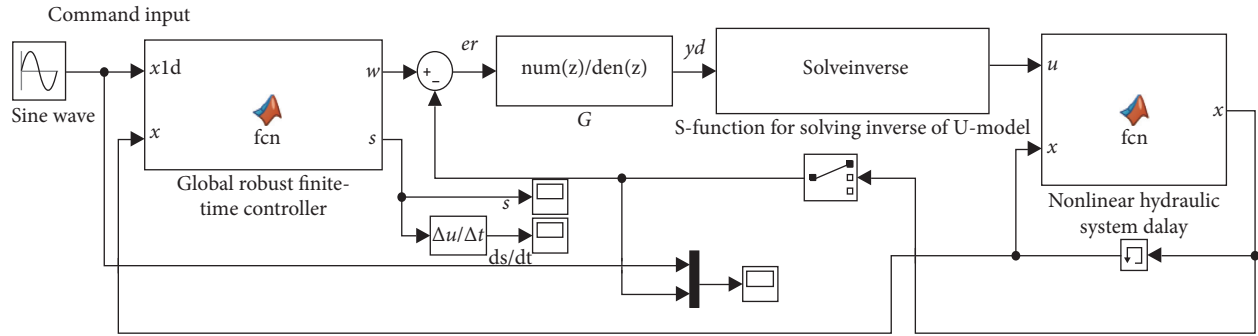 Command input
Sine wave
x1d
x
fcn
w
s
Global robust finite-
time controller
+
−
er
num(z)/den(z)
G
yd
Solveinverse
S-function for solving inverse of U-model
u
x
fcn
x
Nonlinear hydraulic
system dalay
s
Δu/Δt
ds/dt